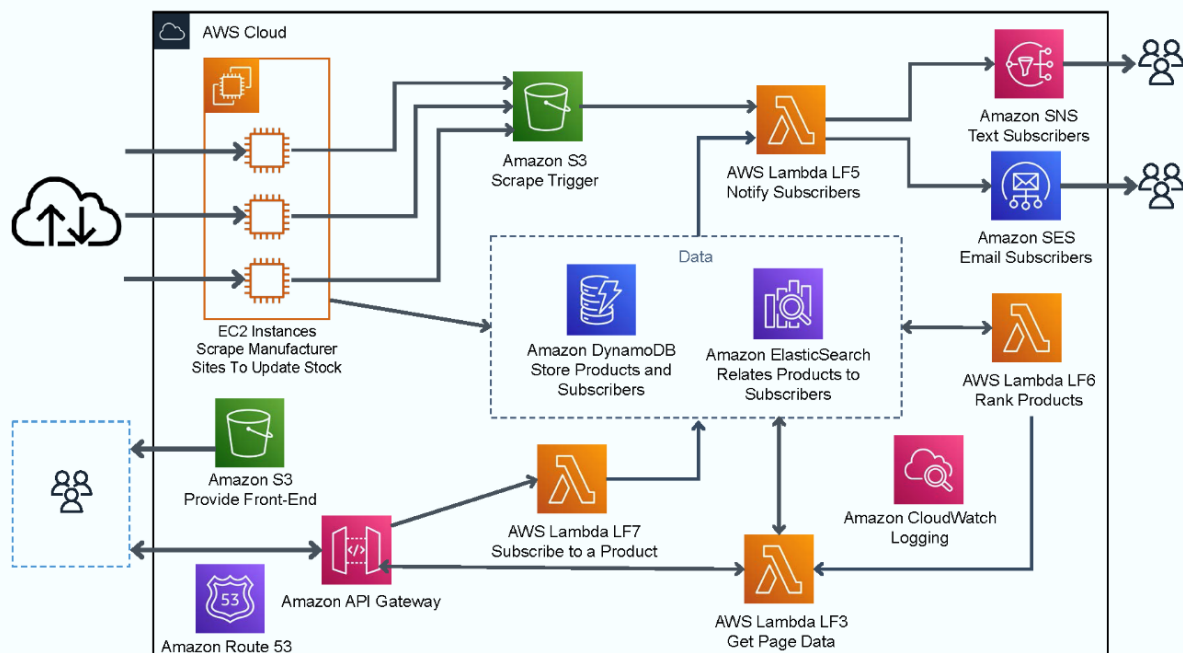 AWS Cloud
Amazon S3
Scrape Trigger
AWS Lambda LF5
Notify Subscribers
Amazon SNS
Text Subscribers
Amazon SES
Email Subscribers
EC2 Instances
Scrape Manufacturer
Sites To Update Stock
Data
Amazon DynamoDB
Store Products and
Subscribers
Amazon ElasticSearch
Relates Products to
Subscribers
AWS Lambda LF6
Rank Products
Amazon S3
Provide Front-End
AWS Lambda LF7
Subscribe to a Product
Amazon CloudWatch
Logging
</>
Amazon API Gateway
AWS Lambda LF3
Get Page Data
53
Amazon Route 53